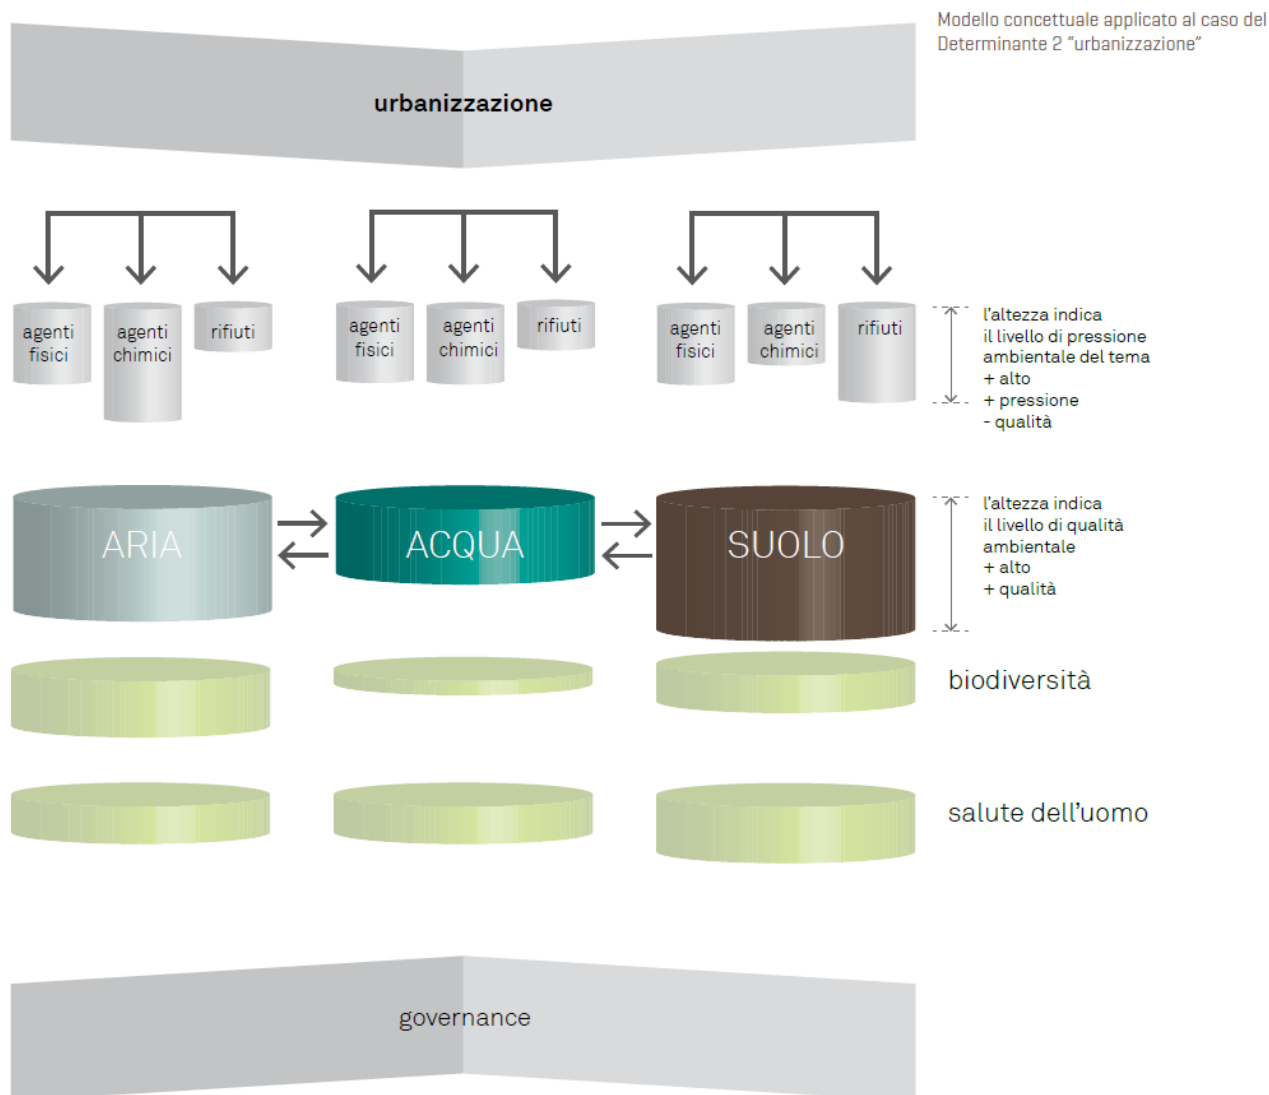 Modello concettuale applicato al caso del
Determinante 2 “urbanizzazione”
urbanizzazione
agenti
fisici
agenti
chimici
rifiuti
agenti
fisici
agenti
chimici
rifiuti
agenti
fisici
agenti
chimici
rifiuti
l'altezza indica
il livello di pressione
ambientale del tema
+ alto
+ pressione
- qualità
ARIA
ACQUA
SUOLO
l'altezza indica
il livello di qualità
ambientale
+ alto
+ qualità
biodiversità
salute dell'uomo
governance